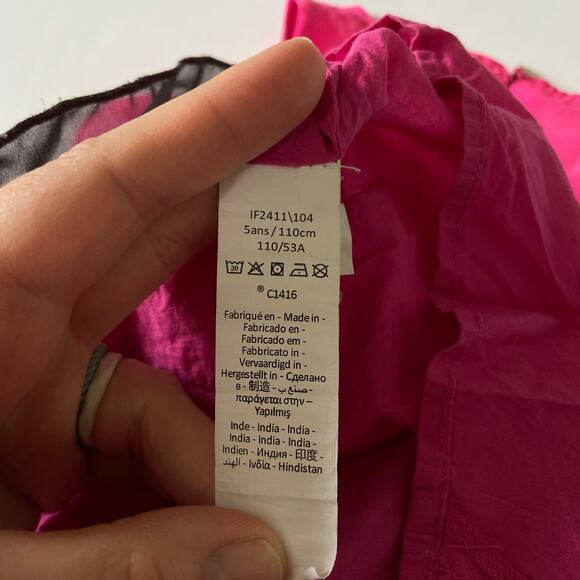 IF2411\104
5ans/110cm
110/53A
30
® C1416
Fabriqué en - Made in -
Fabricado en -
Fabricado em -
Fabbricato in -
Vervaardigd in -
Hergestellt in - Сделано
в - 制造 - صنع ب -
παράγεται στην –
Yapılmış
Inde - India - India -
India - India - India -
Indien - Индия - 印度 -
الهند - Ινδία - Hindistan